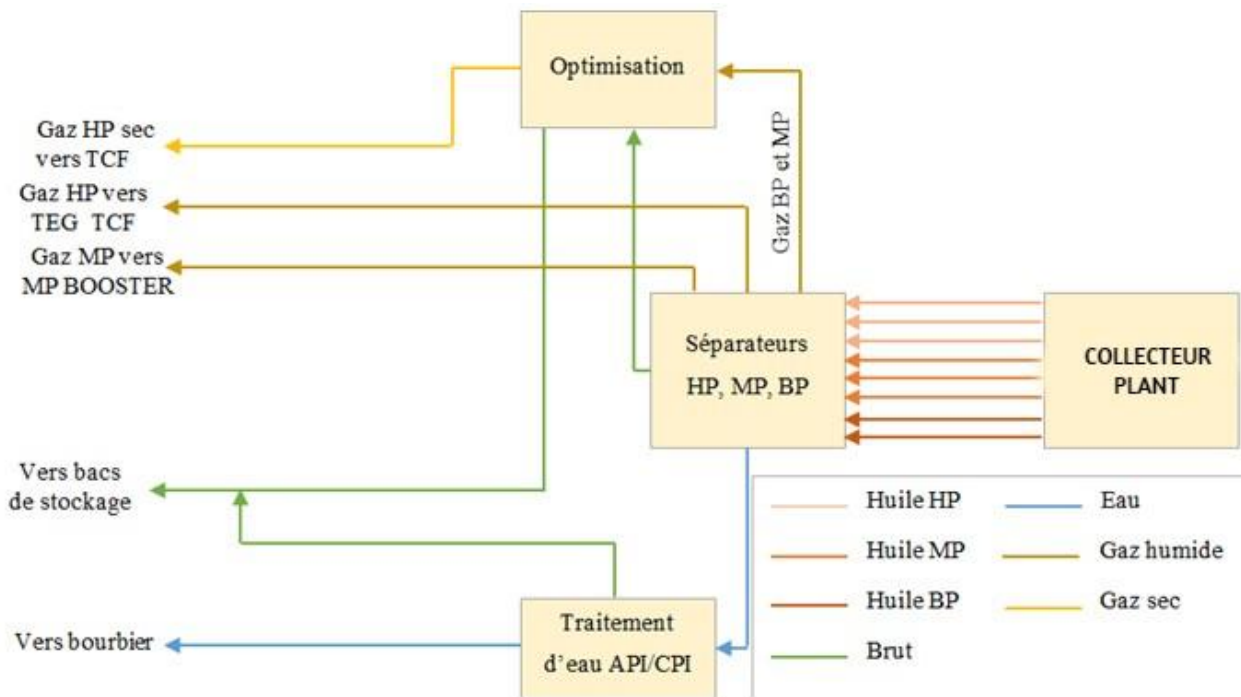 Optimisation
Gaz HP sec
vers TCF
Gaz HP vers
TEG TCF
Gaz MP vers
MP BOOSTER
Gaz BP et MP
Séparateurs
HP, MP, BP
COLLECTEUR
PLANT
Vers bacs
de stockage
Traitement
d'eau API/CPI
Vers bourbier
Huile HP
Eau
Huile MP
Gaz humide
Huile BP
Gaz sec
Brut